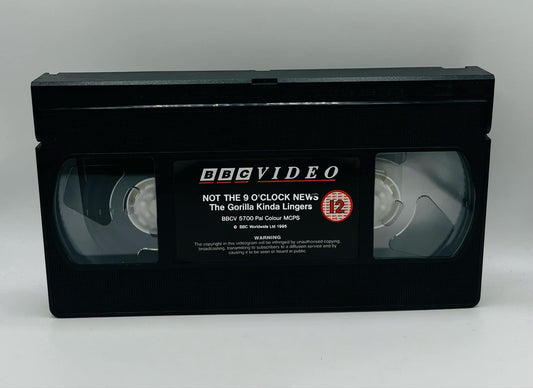 BBC VIDEO
NOT THE 9 O'CLOCK NEWS
The Gorilla Kinda Lingers
12
BBCV 5700 Pal Colour MCPS
© BBC Worldwide Ltd 1995
WARNING
The copyright in this videogram will be infringed by unauthorised copying,
broadcasting, transmitting to subscribers to a diffusion service and by
causing it to be seen or heard in public.